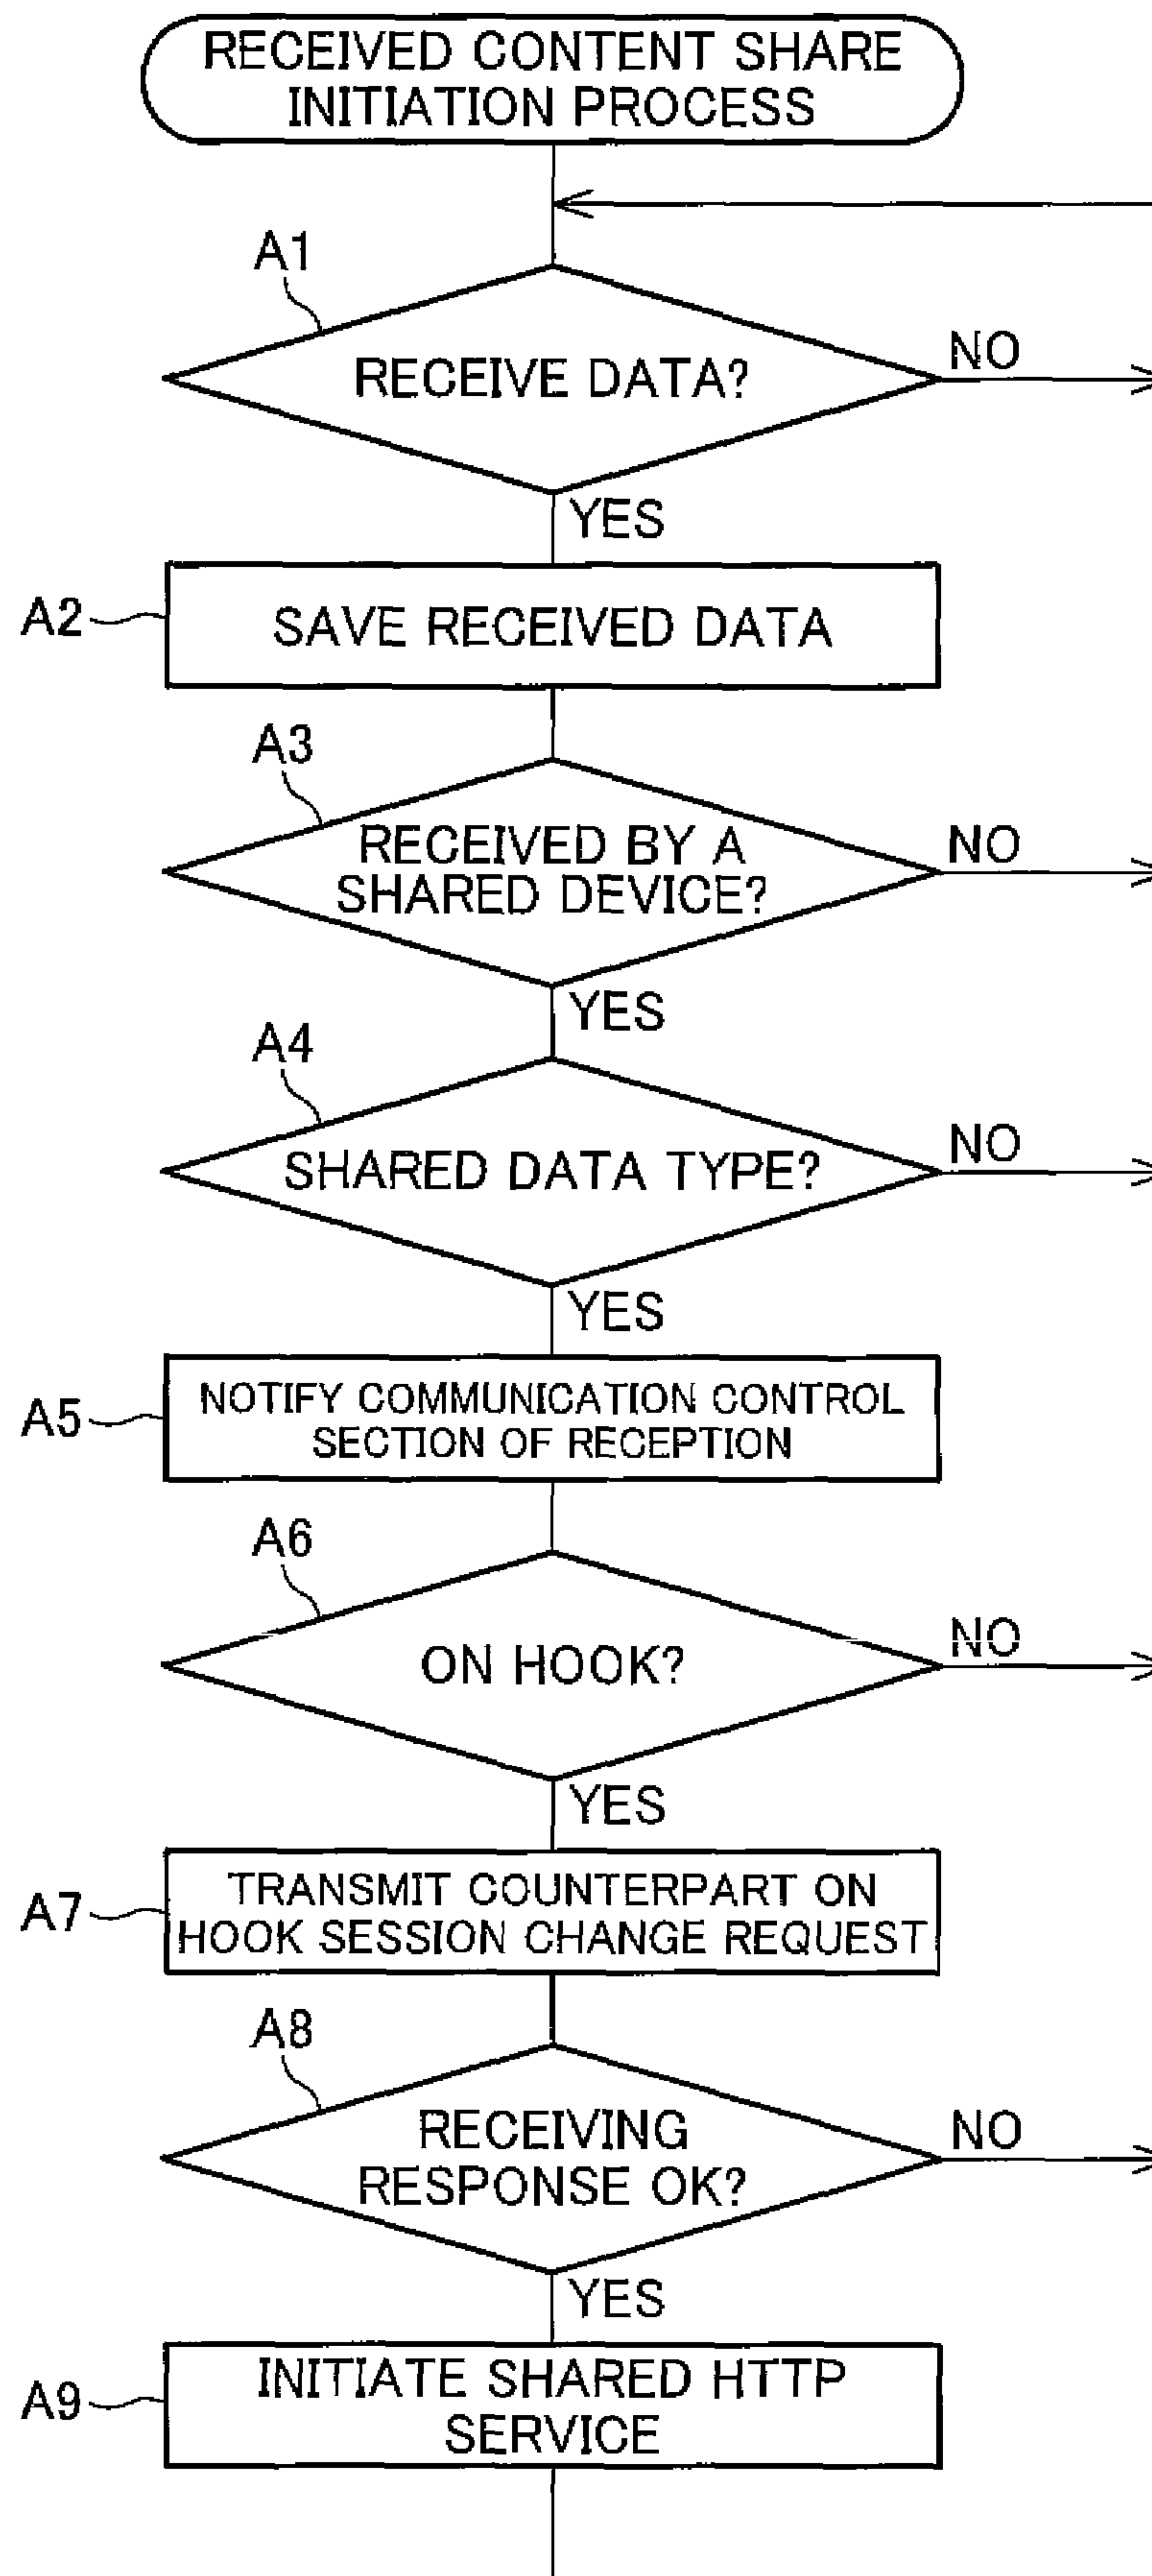 RECEIVED CONTENT SHARE
INITIATION PROCESS
A1
RECEIVE DATA?
NO
YES
A2
SAVE RECEIVED DATA
A3
RECEIVED BY A
SHARED DEVICE?
NO
YES
A4
SHARED DATA TYPE?
NO
YES
A5
NOTIFY COMMUNICATION CONTROL
SECTION OF RECEPTION
A6
ON HOOK?
NO
YES
A7
TRANSMIT COUNTERPART ON
HOOK SESSION CHANGE REQUEST
A8
RECEIVING
RESPONSE OK?
NO
YES
A9
INITIATE SHARED HTTP
SERVICE